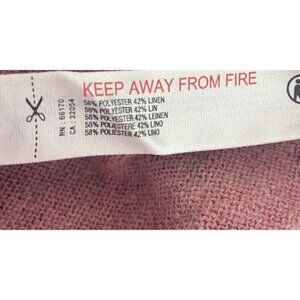 KEEP AWAY FROM FIRE
58% POLYESTER 42% LINEN
58% POLYESTER 42% LIN
58% POLYESTER 42% LEINEN
58% POLIESTERE 42% LINO
58% POLIÉSTER 42% LINO
RN : 66170
CA : 32054